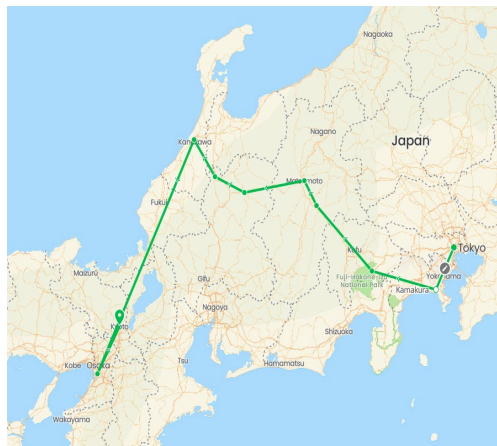 Nagaoka
Kanazawa
Nagano
Japan
Matsumoto
Fukui
Kofu
Tokyo
Yokohama
Fuji-Hakone-Izu
National Park
Kamakura
Maizuru
Gifu
Nagoya
Kyoto
Shizuoka
Kobe
Osaka
Tsu
Hamamatsu
Wakayama